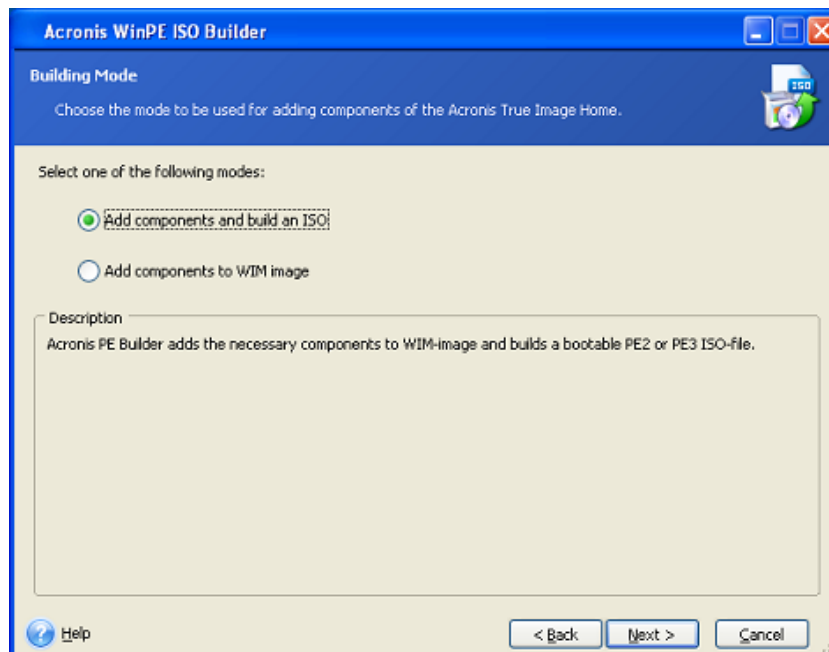 Acronis WinPE ISO Builder
Building Mode
Choose the mode to be used for adding components of the Acronis True Image Home.
ISO
Select one of the following modes:
Add components and build an ISO
Add components to WIM image
Description
Acronis PE Builder adds the necessary components to WIM-image and builds a bootable PE2 or PE3 ISO-file.
Help
< Back
Next >
Cancel